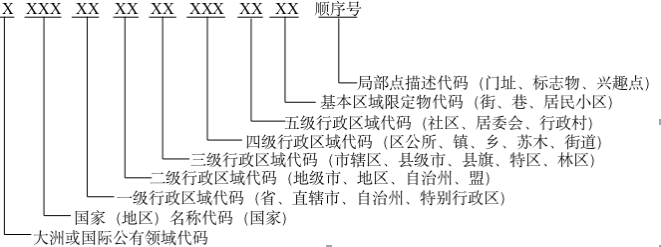 X XXX XX XX XX XXX XX XX 顺序号
局部点描述代码（门址、标志物、兴趣点）
基本区域限定物代码（街、巷、居民小区）
五级行政区域代码（社区、居委会、行政村）
四级行政区域代码（区公所、镇、乡、苏木、街道）
三级行政区域代码（市辖区、县级市、县旗、特区、林区）
二级行政区域代码（地级市、地区、自治州、盟）
一级行政区域代码（省、直辖市、自治州、特别行政区）
国家（地区）名称代码（国家）
大洲或国际公有领域代码